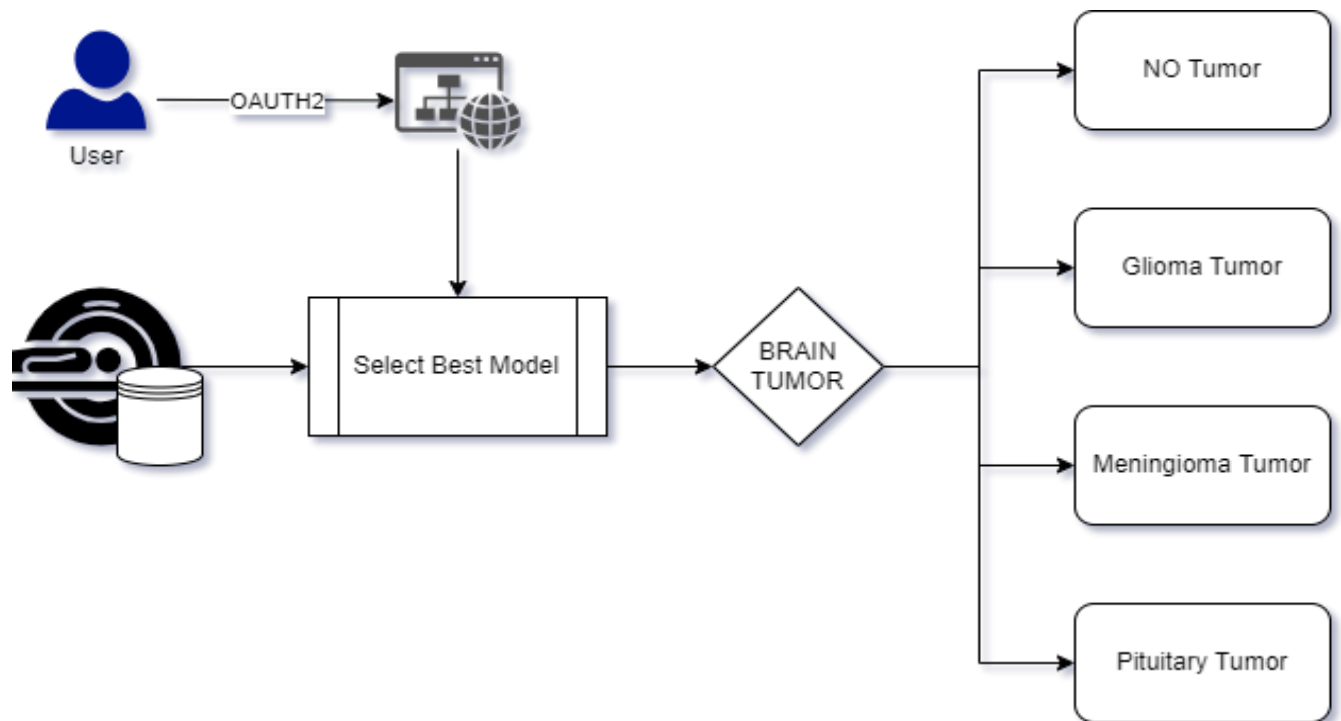 OAUTH2
User
Select Best Model
BRAIN
TUMOR
NO Tumor
Glioma Tumor
Meningioma Tumor
Pituitary Tumor